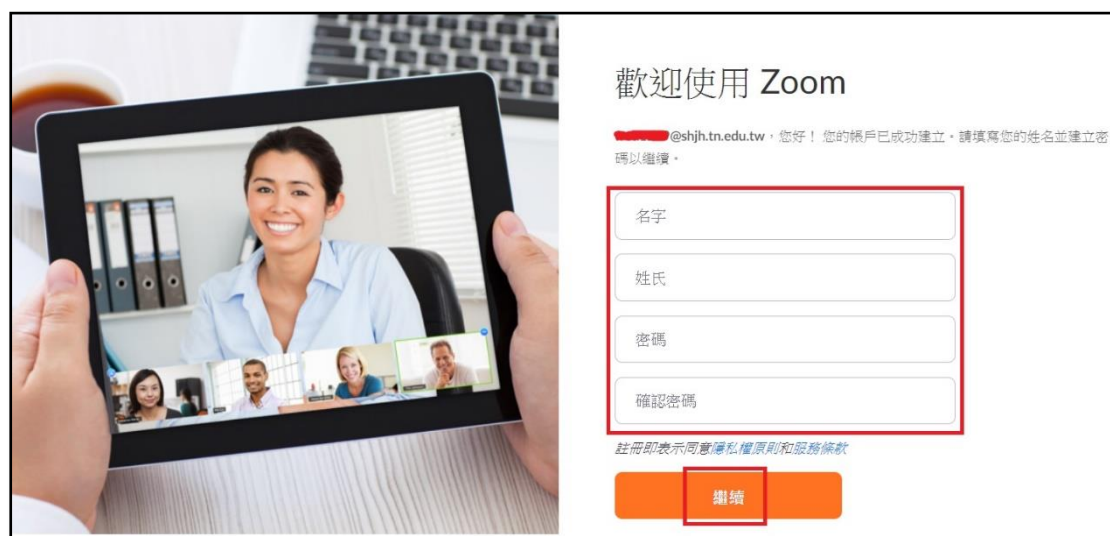 歡迎使用 Zoom
@shjh.tn.edu.tw，您好！ 您的帳戶已成功建立。請填寫您的姓名並建立密
碼以繼續。
名字
姓氏
密碼
確認密碼
註冊即表示同意隱私權原則和服務條款
繼續